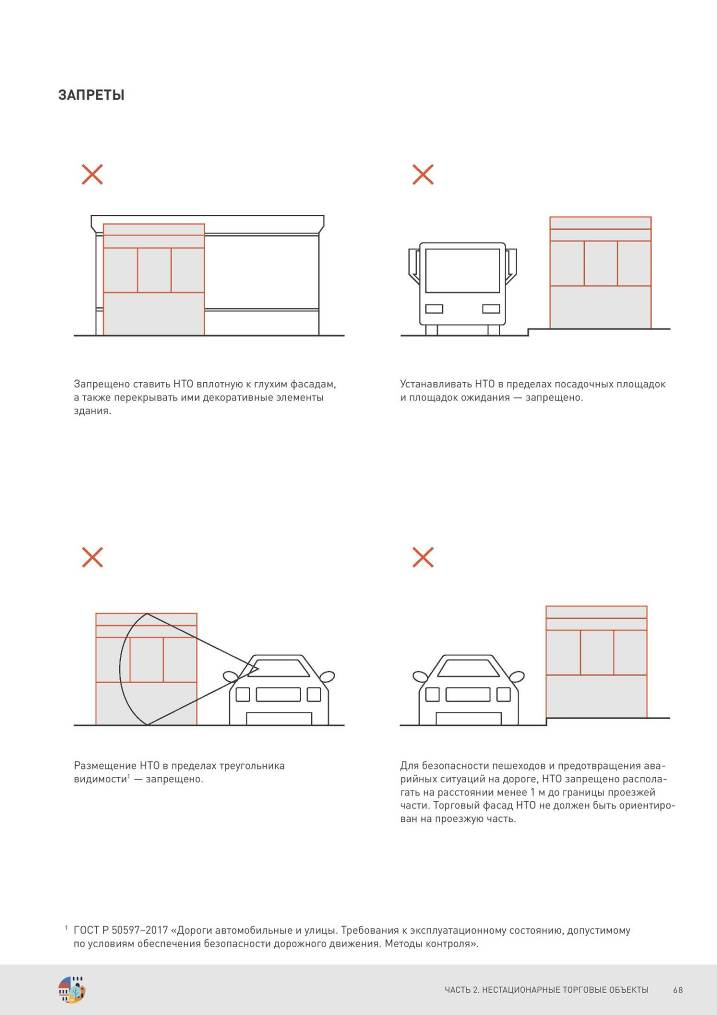 ЗАПРЕТЫ
Запрещено ставить НТО вплотную к глухим фасадам,
а также перекрывать ими декоративные элементы
здания.
Устанавливать НТО в пределах посадочных площадок
и площадок ожидания — запрещено.
Размещение НТО в пределах треугольника
видимости¹ — запрещено.
Для безопасности пешеходов и предотвращения ава-
рийных ситуаций на дороге, НТО запрещено распола-
гать на расстоянии менее 1 м до границы проезжей
части. Торговый фасад НТО не должен быть ориентиро-
ван на проезжую часть.
¹ ГОСТ Р 50597–2017 «Дороги автомобильные и улицы. Требования к эксплуатационному состоянию, допустимому
по условиям обеспечения безопасности дорожного движения. Методы контроля».
ЧАСТЬ 2. НЕСТАЦИОНАРНЫЕ ТОРГОВЫЕ ОБЪЕКТЫ 68